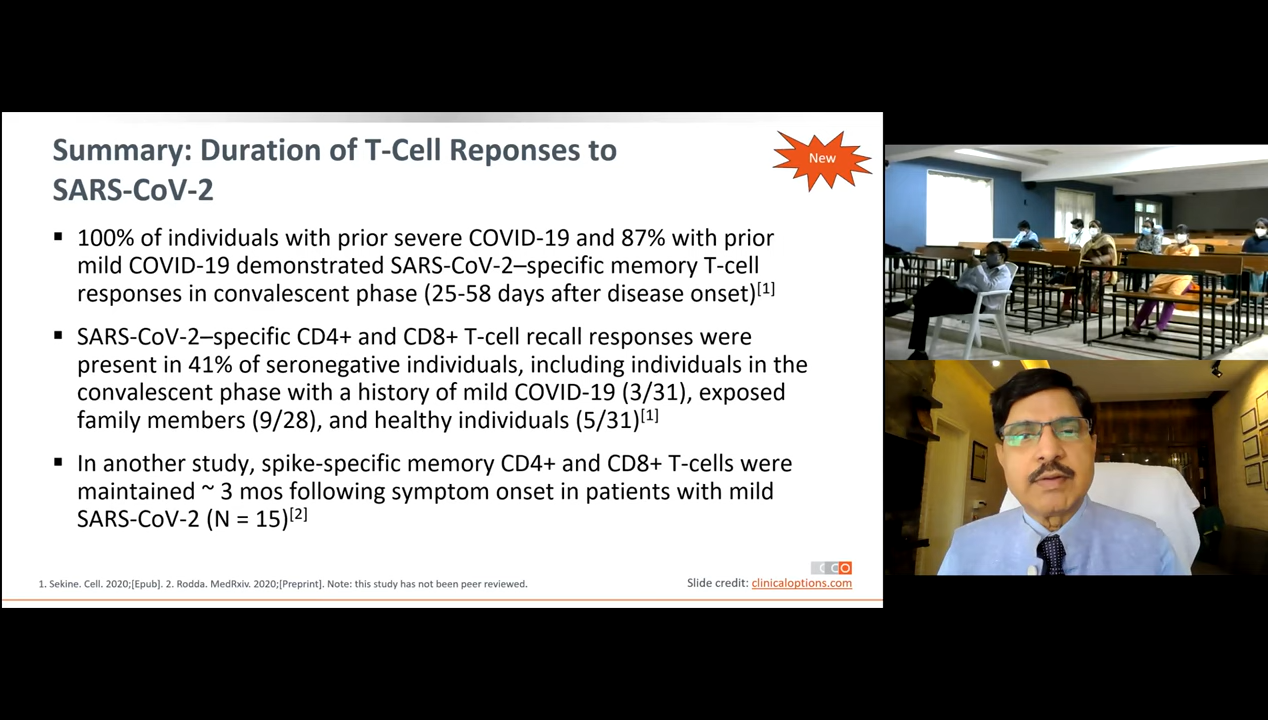 Summary: Duration of T-Cell Reponses to
SARS-CoV-2
New
▪ 100% of individuals with prior severe COVID-19 and 87% with prior
mild COVID-19 demonstrated SARS-CoV-2–specific memory T-cell
responses in convalescent phase (25-58 days after disease onset)[1]
▪ SARS-CoV-2–specific CD4+ and CD8+ T-cell recall responses were
present in 41% of seronegative individuals, including individuals in the
convalescent phase with a history of mild COVID-19 (3/31), exposed
family members (9/28), and healthy individuals (5/31)[1]
▪ In another study, spike-specific memory CD4+ and CD8+ T-cells were
maintained ~ 3 mos following symptom onset in patients with mild
SARS-CoV-2 (N = 15)[2]
CCO
1. Sekine. Cell. 2020;[Epub]. 2. Rodda. MedRxiv. 2020;[Preprint]. Note: this study has not been peer reviewed.
Slide credit: clinicaloptions.com